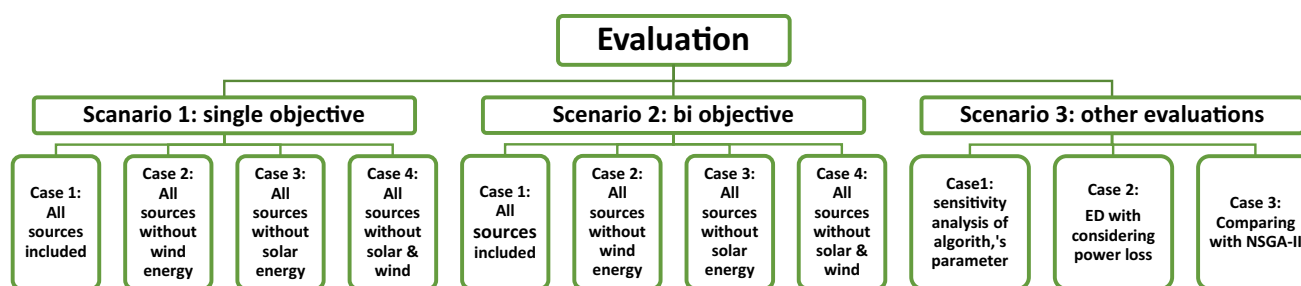 Evaluation
Scanario 1: single objective
Scenario 2: bi objective
Scenario 3: other evaluations
Case 1:
All
sources
included
Case 2:
All
sources
without
wind
energy
Case 3:
All
sources
without
solar
energy
Case 4:
All
sources
without
solar &
wind
Case 1:
All
sources
included
Case 2:
All
sources
without
wind
energy
Case 3:
All
sources
without
solar
energy
Case 4:
All
sources
without
solar &
wind
Case1:
sensitivity
analysis of
algorith,'s
parameter
Case 2:
ED with
considering
power loss
Case 3:
Comparing
with NSGA-II